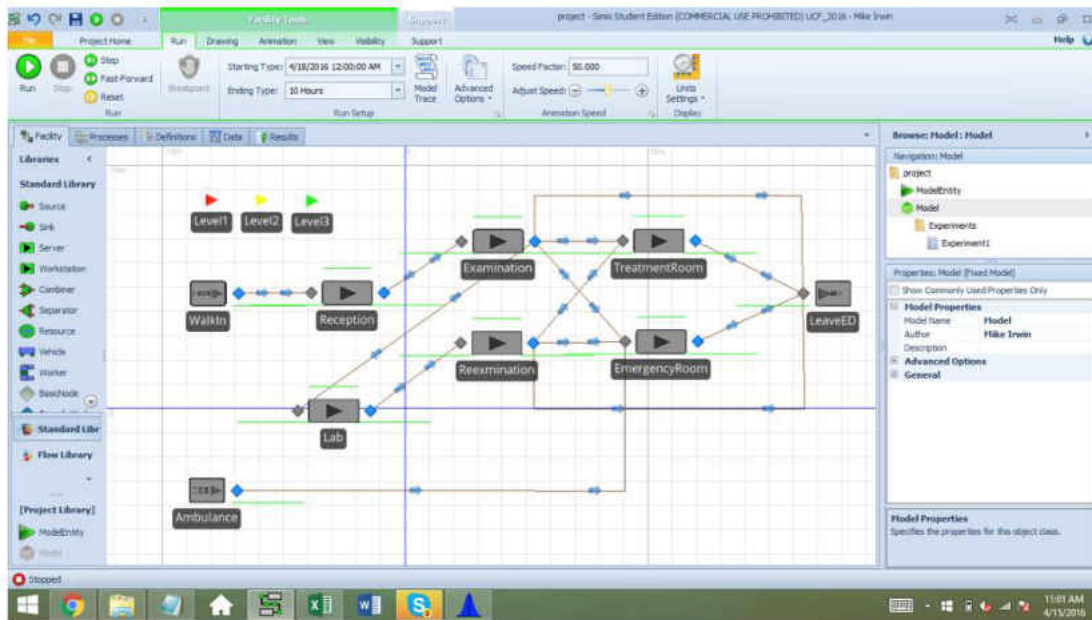 Facility Tools
project - Simio Student Edition (COMMERCIAL USE PROHIBITED) UCF_2016 - Mike Irwin
File
Project Home
Run
Drawing
Animation
View
Visibility
Support
Help
Run
Stop
Step
Fast-Forward
Reset
Run
Breakpoint
Starting Type: 4/18/2016 12:00:00 AM
Ending Type: 10 Hours
Run Setup
Model Trace
Advanced Options
Speed Factor: 50.000
Adjust Speed:
Animation Speed
Units Settings
Display
Facility
Processes
Definitions
Data
Results
Libraries
Standard Library
Source
Sink
Server
Workstation
Combiner
Separator
Resource
Vehicle
Worker
BasicNode
Standard Libr
Flow Library
[Project Library]
ModelEntity
Model
Level1
Level2
Level3
Examination
TreatmentRoom
WalkIn
Reception
LeaveED
Reexmination
EmergencyRoom
Lab
Ambulance
Browse: Model : Model
Navigation: Model
project
ModelEntity
Model
Experiments
Experiment1
Properties: Model (Fixed Model)
Show Commonly Used Properties Only
Model Properties
Model Name Model
Author Mike Irwin
Description
Advanced Options
General
Model Properties
Specifies the properties for this object class.
Stopped
11:01 AM
4/15/2016